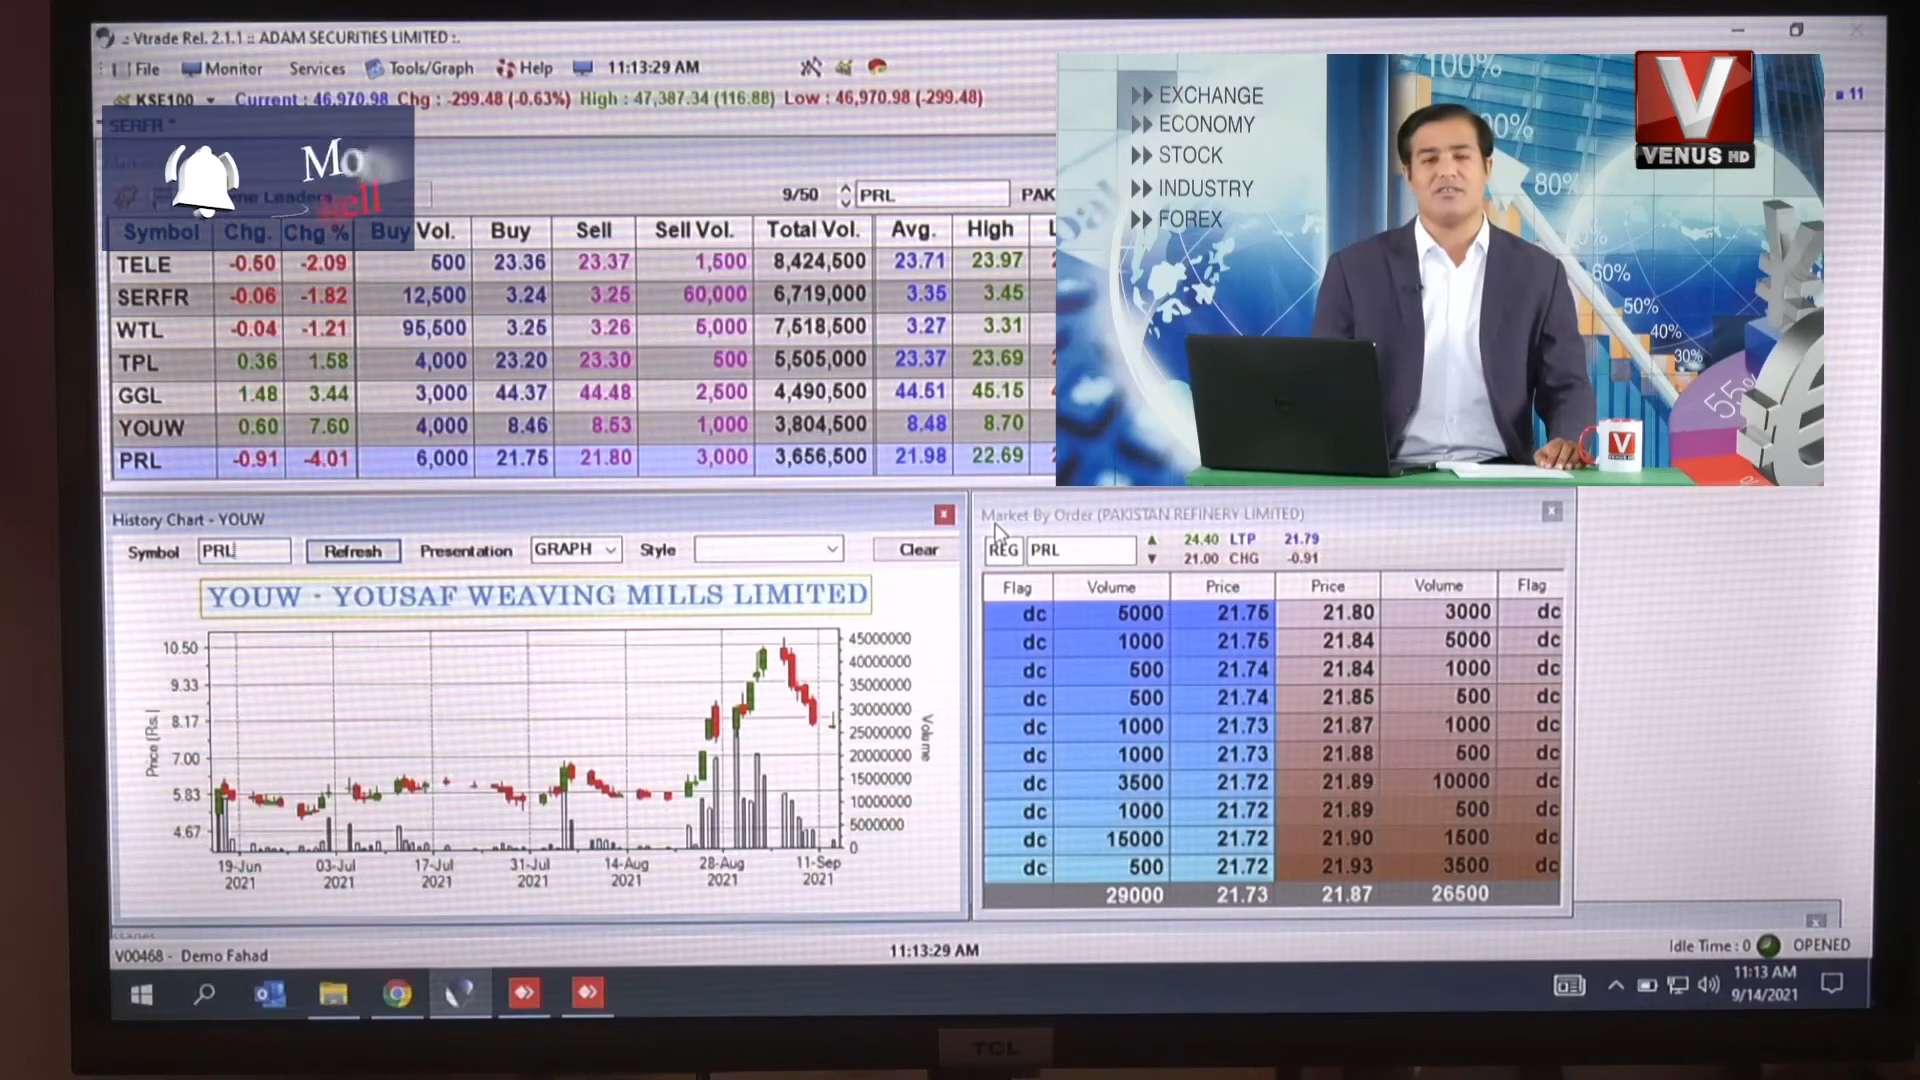 .: Vtrade Rel. 2.1.1 :: ADAM SECURITIES LIMITED :.
File Monitor Services Tools/Graph Help 11:13:29 AM
KSE100 Current : 46,970.98 Chg : -299.48 (-0.63%) High : 47,387.34 (116.88) Low : 46,970.98 (-299.48)
11
SERFR
9/50 PRL PAK
Symbol Chg. Chg % Buy Vol. Buy Sell Sell Vol. Total Vol. Avg. High
TELE -0.50 -2.09 500 23.36 23.37 1,500 8,424,500 23.71 23.97
SERFR -0.06 -1.82 12,500 3.24 3.25 60,000 6,719,000 3.35 3.45
WTL -0.04 -1.21 95,500 3.25 3.26 5,000 7,518,500 3.27 3.31
TPL 0.36 1.58 4,000 23.20 23.30 500 5,505,000 23.37 23.69
GGL 1.48 3.44 3,000 44.37 44.48 2,500 4,490,500 44.51 45.15
YOUW 0.60 7.60 4,000 8.46 8.53 1,000 3,804,500 8.48 8.70
PRL -0.91 -4.01 6,000 21.75 21.80 3,000 3,656,500 21.98 22.69
EXCHANGE
ECONOMY
STOCK
INDUSTRY
FOREX
100%
80%
60%
50%
40%
30%
55%
V
VENUS HD
History Chart - YOUW
Symbol PRL Refresh Presentation GRAPH Style Clear
YOUW - YOUSAF WEAVING MILLS LIMITED
Price [Rs.]
10.50
9.33
8.17
7.00
5.83
4.67
45000000
40000000
35000000
30000000
25000000
20000000
15000000
10000000
5000000
0
Volume
19-Jun 03-Jul 17-Jul 31-Jul 14-Aug 28-Aug 11-Sep
2021 2021 2021 2021 2021 2021 2021
Market By Order (PAKISTAN REFINERY LIMITED)
REG PRL 24.40 LTP 21.79
21.00 CHG -0.91
Flag Volume Price Price Volume Flag
dc 5000 21.75 21.80 3000 dc
dc 1000 21.75 21.84 5000 dc
dc 500 21.74 21.84 1000 dc
dc 500 21.74 21.85 500 dc
dc 1000 21.73 21.87 1000 dc
dc 1000 21.73 21.88 500 dc
dc 3500 21.72 21.89 10000 dc
dc 1000 21.72 21.89 500 dc
dc 15000 21.72 21.90 1500 dc
dc 500 21.72 21.93 3500 dc
29000 21.73 21.87 26500
V00468 - Demo Fahad 11:13:29 AM Idle Time : 0 OPENED
11:13 AM
9/14/2021
TCL